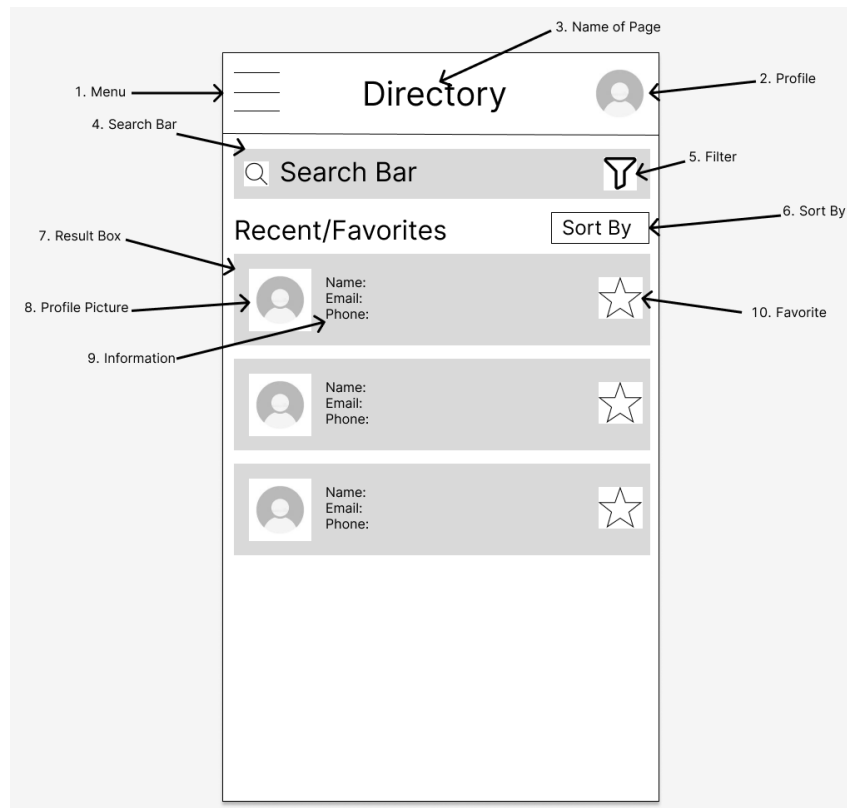 3. Name of Page
1. Menu
Directory
2. Profile
4. Search Bar
Search Bar
5. Filter
6. Sort By
7. Result Box
Recent/Favorites
Sort By
8. Profile Picture
Name:
Email:
Phone:
10. Favorite
9. Information
Name:
Email:
Phone:
Name:
Email:
Phone: